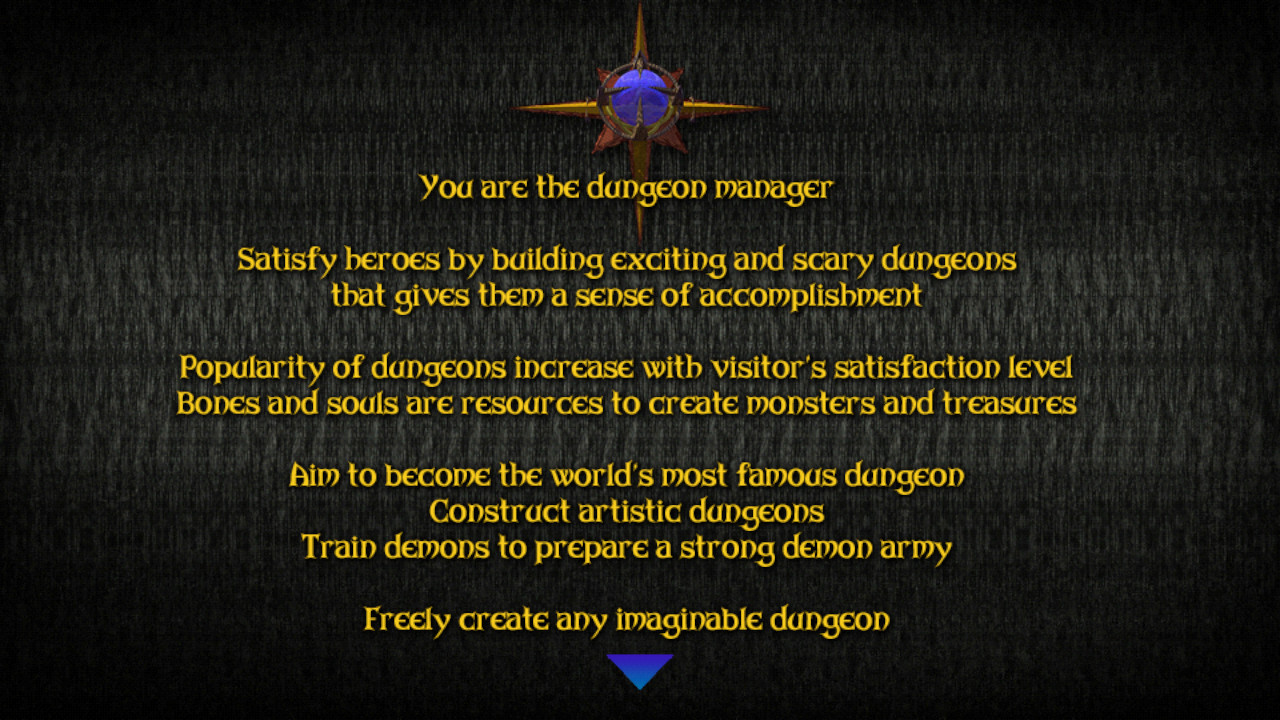 You are the dungeon manager
Satisfy heroes by building exciting and scary dungeons
that gives them a sense of accomplishment
Popularity of dungeons increase with visitor's satisfaction level
Bones and souls are resources to create monsters and treasures
Aim to become the world's most famous dungeon
Construct artistic dungeons
Train demons to prepare a strong demon army
Freely create any imaginable dungeon